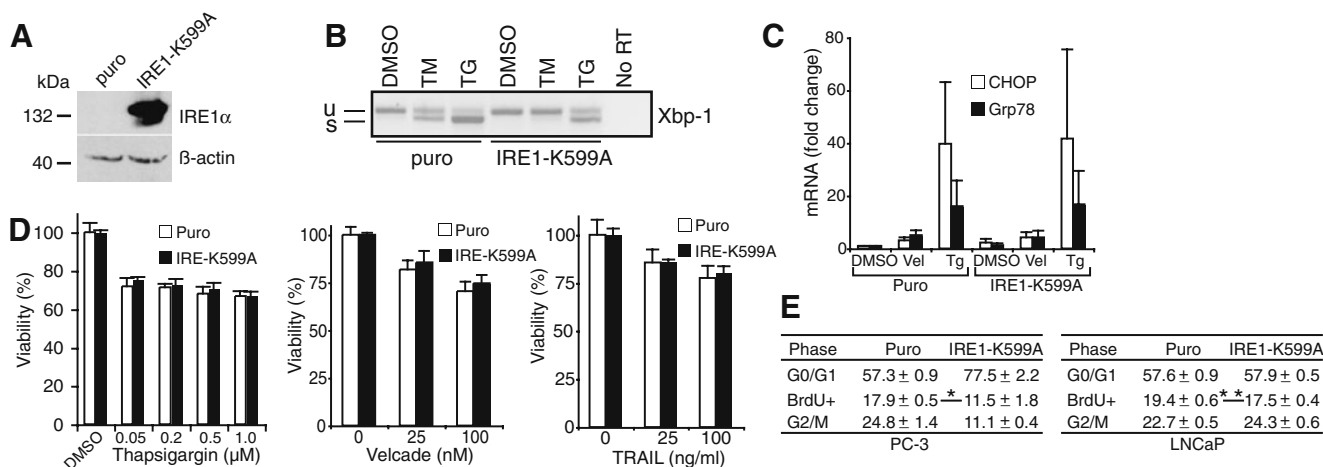 A
puro
IRE1-K599A
kDa
132
IRE1α
40
ß-actin
B
DMSO
TM
TG
DMSO
TM
TG
No RT
u
s
Xbp-1
puro
IRE1-K599A
C
80
60
40
20
0
mRNA (fold change)
CHOP
Grp78
DMSO Vel Tg DMSO Vel Tg
Puro IRE1-K599A
D
Viability (%)
100
80
60
40
20
0
Puro
IRE-K599A
DMSO 0.05 0.2 0.5 1.0
Thapsigargin (µM)
Viability (%)
100
75
50
25
0
Puro
IRE-K599A
0 25 100
Velcade (nM)
Viability (%)
100
75
50
25
0
Puro
IRE-K599A
0 25 100
TRAIL (ng/ml)
E
Phase Puro IRE1-K599A
G0/G1 57.3 ± 0.9 77.5 ± 2.2
BrdU+ 17.9 ± 0.5 * 11.5 ± 1.8
G2/M 24.8 ± 1.4 11.1 ± 0.4
PC-3
Phase Puro IRE1-K599A
G0/G1 57.6 ± 0.9 57.9 ± 0.5
BrdU+ 19.4 ± 0.6 ** 17.5 ± 0.4
G2/M 22.7 ± 0.5 24.3 ± 0.6
LNCaP